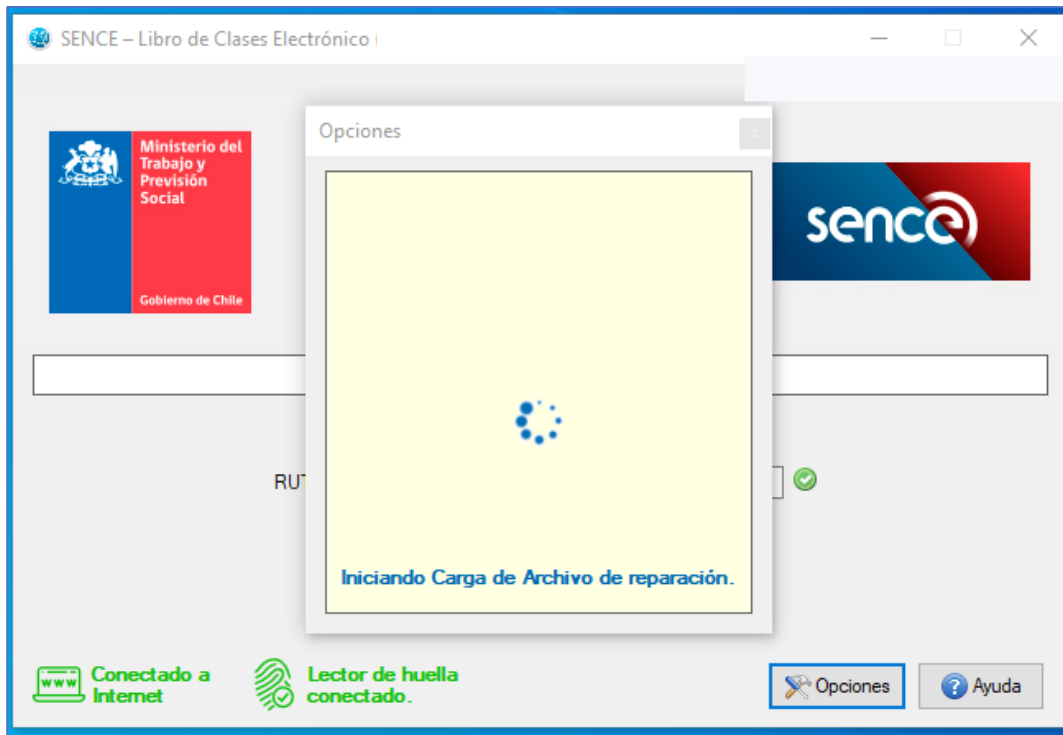 SENCE – Libro de Clases Electrónico
Opciones
x
Ministerio del
Trabajo y
Previsión
Social
Gobierno de Chile
sence
RUT
Iniciando Carga de Archivo de reparación.
Conectado a
Internet
www
Lector de huella
conectado.
Opciones
? Ayuda